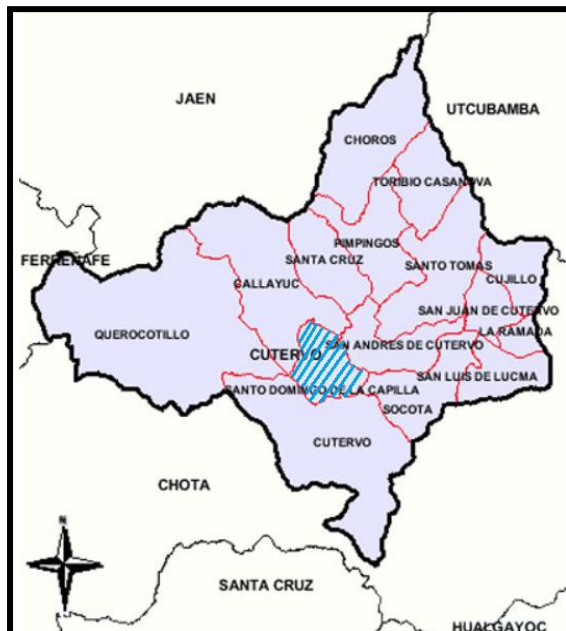 JAEN
UTCUBAMBA
CHOROS
TORIBIO CASANOVA
PIMPINGOS
SANTA CRUZ
SANTO TOMAS
FERREÑAFE
CUJILLO
CALLAYUC
SAN JUAN DE CUTERVO
QUEROCOTILLO
LA RAMADA
SAN ANDRES DE CUTERVO
CUTERVO
SAN LUIS DE LUCMA
SANTO DOMINGO DE LA CAPILLA
SOCOTA
CUTERVO
CHOTA
N
SANTA CRUZ
HUALGAYOC